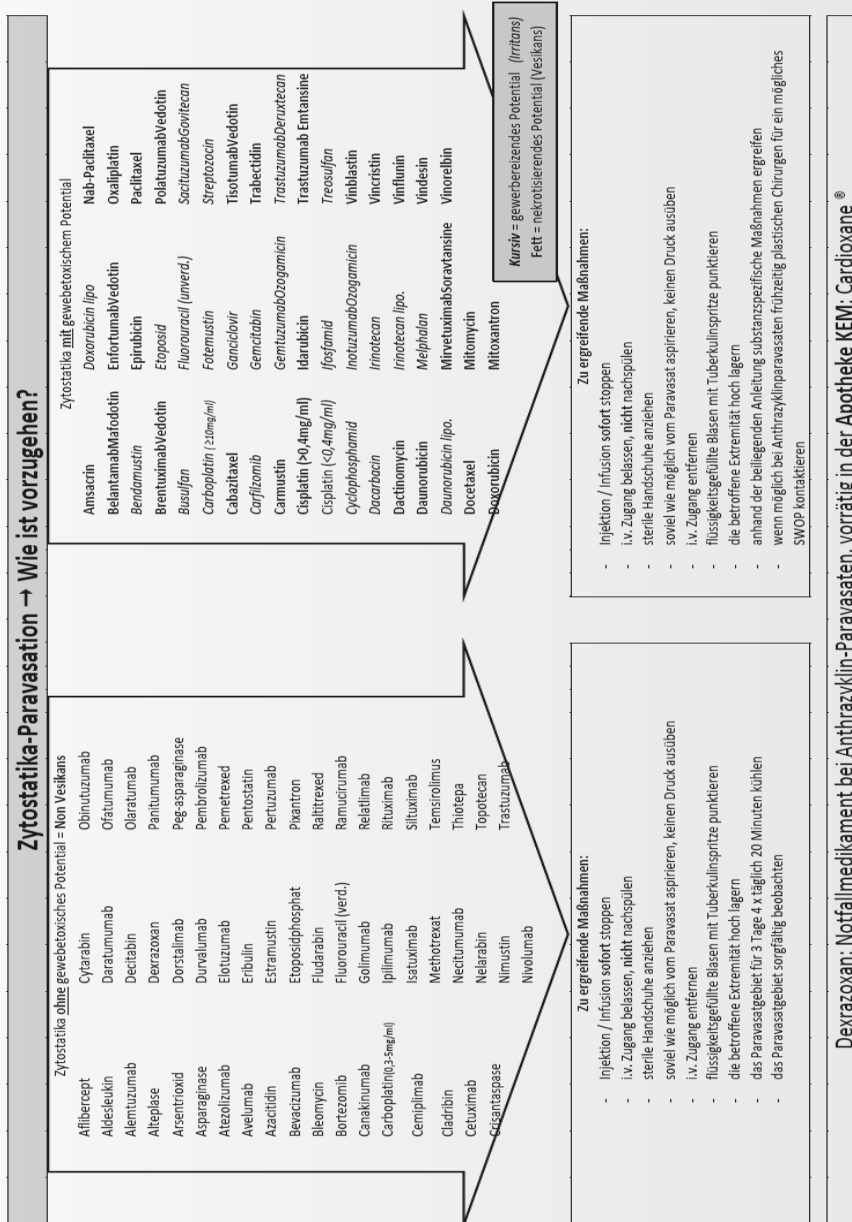 Zytostatika-Paravasation → Wie ist vorzugehen?
Zytostatika ohne gewebetoxisches Potential = Non Vesikans
Aflibercept
Aldesleukin
Alemtuzumab
Alteplase
Arsentrioxid
Asparaginase
Atezolizumab
Avelumab
Azacitidin
Bevacizumab
Bleomycin
Bortezomib
Canakinumab
Carboplatin(0,3-5mg/ml)
Cemiplimab
Cladribin
Cetuximab
Crisantaspase
Cytarabin
Daratumumab
Decitabin
Dexrazoxan
Dorstalimab
Durvalumab
Elotuzumab
Eribulin
Estramustin
Etoposidphosphat
Fludarabin
Fluorouracil (verd.)
Golimumab
Ipilimumab
Isatuximab
Methotrexat
Necitumumab
Nelarabin
Nimustin
Nivolumab
Obinutuzumab
Ofatumumab
Olaratumab
Panitumumab
Peg-asparaginase
Pembrolizumab
Pemetrexed
Pentostatin
Pertuzumab
Pixantron
Raltitrexed
Ramucirumab
Relatlimab
Rituximab
Siltuximab
Temsirolimus
Thiotepa
Topotecan
Trastuzumab
Zu ergreifende Maßnahmen:
- Injektion / Infusion sofort stoppen
- i.v. Zugang belassen, nicht nachspülen
- sterile Handschuhe anziehen
- soviel wie möglich vom Paravasat aspirieren, keinen Druck ausüben
- i.v. Zugang entfernen
- flüssigkeitsgefüllte Blasen mit Tuberkulinspritze punktieren
- die betroffene Extremität hoch lagern
- das Paravasatgebiet für 3 Tage 4 x täglich 20 Minuten kühlen
- das Paravasatgebiet sorgfältig beobachten
Zytostatika mit gewebetoxischem Potential
Amsacrin
BelantamabMafodotin
Bendamustin
BrentuximabVedotin
Busulfan
Carboplatin (≥10mg/ml)
Cabazitaxel
Carfilzomib
Carmustin
Cisplatin (>0,4mg/ml)
Cisplatin (<0,4mg/ml)
Cyclophosphamid
Dacarbacin
Dactinomycin
Daunorubicin
Daunorubicin lipo.
Docetaxel
Doxorubicin
Doxorubicin lipo
EnfortumabVedotin
Epirubicin
Etoposid
Fluorouracil (unverd.)
Fotemustin
Ganciclovir
Gemcitabin
GemtuzumabOzogamicin
Idarubicin
Ifosfamid
InotuzumabOzogamicin
Irinotecan
Irinotecan lipo.
Melphalan
MirvetuximabSoravtansine
Mitomycin
Mitoxantron
Nab-Paclitaxel
Oxaliplatin
Paclitaxel
PolatuzumabVedotin
SacituzumabGovitecan
Streptozocin
TisotumabVedotin
Trabectidin
TrastuzumabDeruxtecan
Trastuzumab Emtansine
Treosulfan
Vinblastin
Vincristin
Vinflunin
Vindesin
Vinorelbin
Kursiv = gewerbereizendes Potential (Irritans)
Fett = nekrotisierendes Potential (Vesikans)
Zu ergreifende Maßnahmen:
- Injektion / Infusion sofort stoppen
- i.v. Zugang belassen, nicht nachspülen
- sterile Handschuhe anziehen
- soviel wie möglich vom Paravasat aspirieren, keinen Druck ausüben
- i.v. Zugang entfernen
- flüssigkeitsgefüllte Blasen mit Tuberkulinspritze punktieren
- die betroffene Extremität hoch lagern
- anhand der beiliegenden Anleitung substanzspezifische Maßnahmen ergreifen
- wenn möglich bei Anthrazyklinparavasaten frühzeitig plastischen Chirurgen für ein mögliches
SWOP kontaktieren
Dexrazoxan: Notfallmedikament bei Anthrazyklin-Paravasaten, vorrätig in der Apotheke KEM: Cardioxane ®